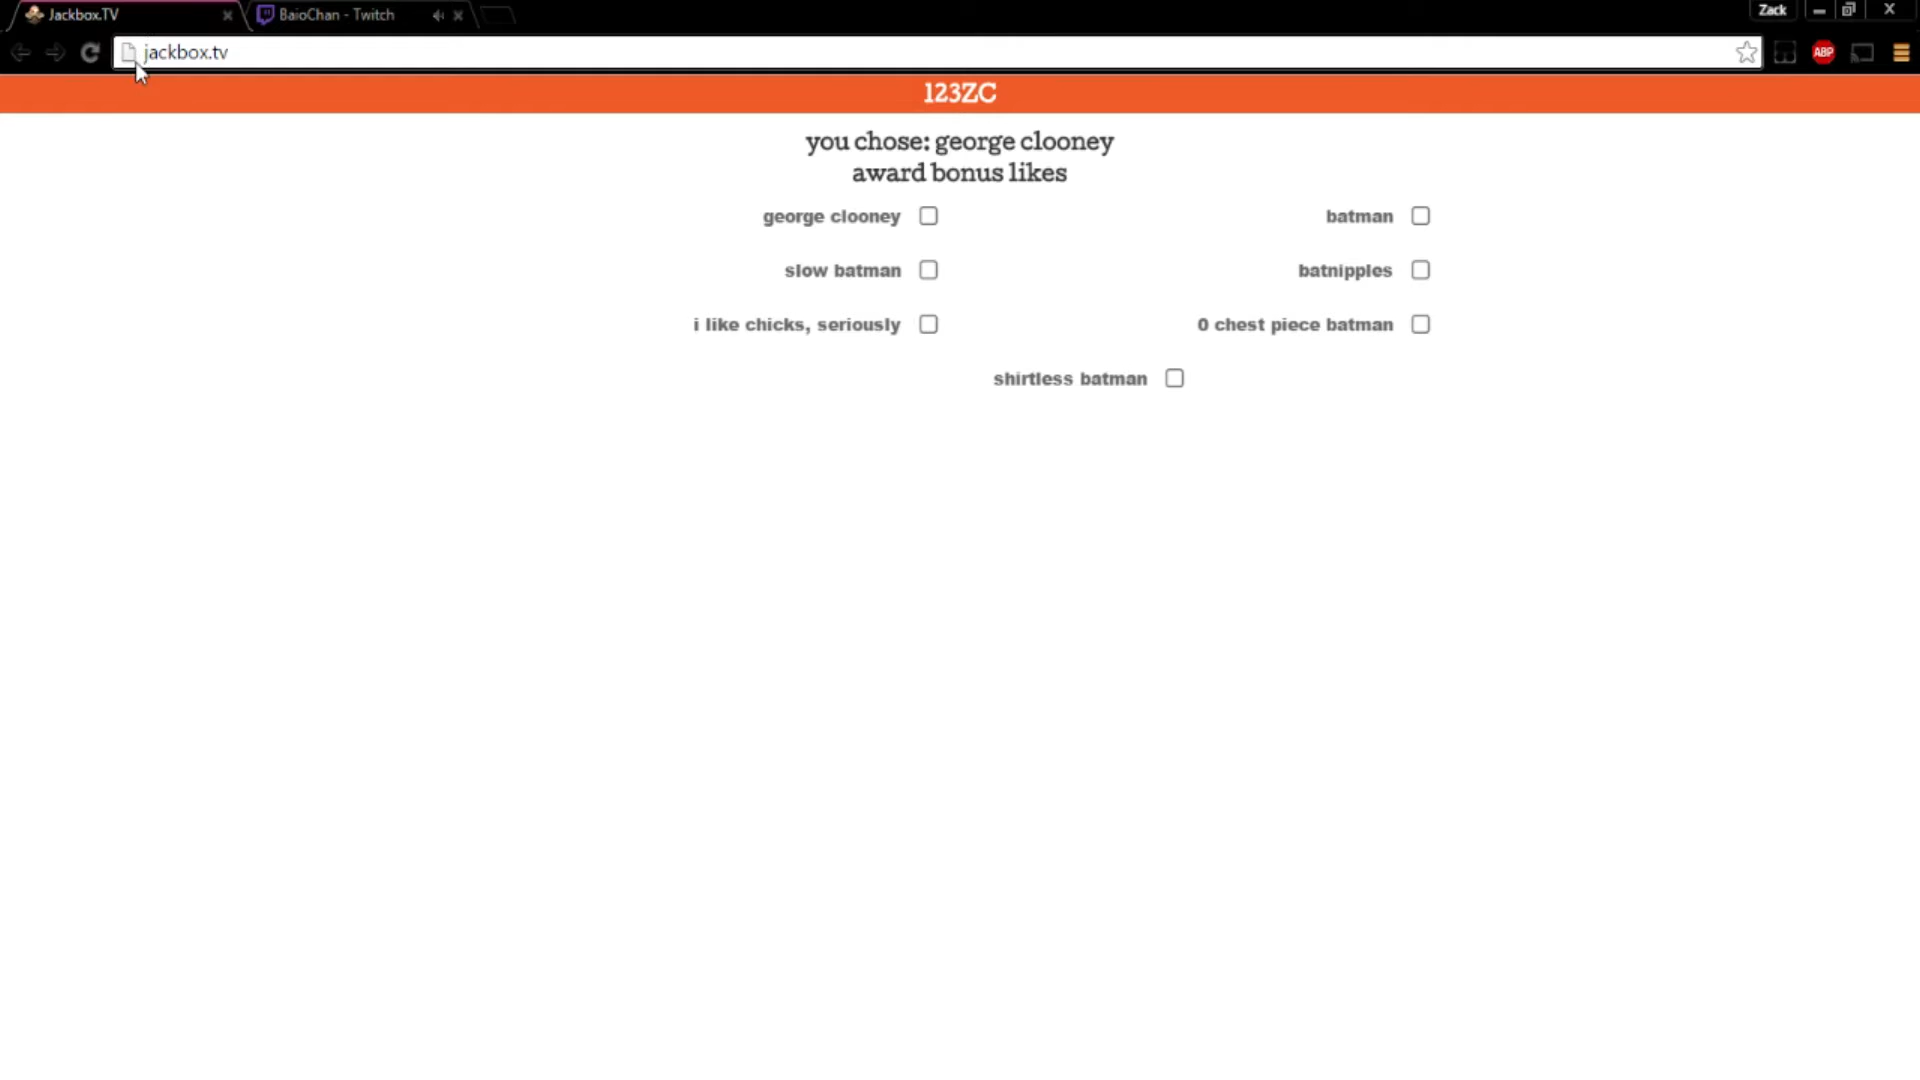 Jackbox.TV
BaioChan - Twitch
Zack
jackbox.tv
ABP
123ZC
you chose: george clooney
award bonus likes
george clooney
batman
slow batman
batnipples
i like chicks, seriously
0 chest piece batman
shirtless batman